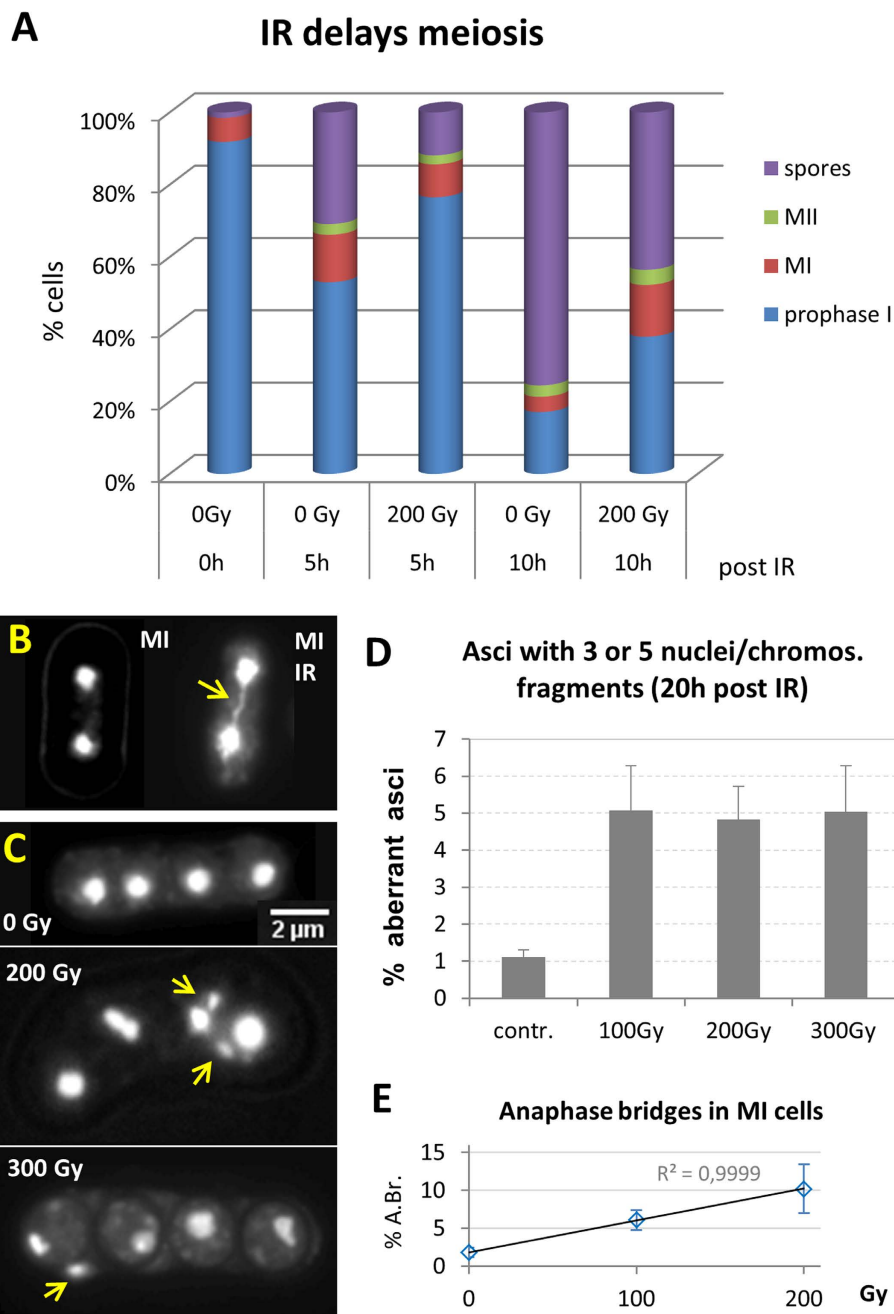 A
IR delays meiosis
100%
80%
60%
40%
20%
0%
% cells
spores
MII
MI
prophase I
0Gy
0 Gy
200 Gy
0 Gy
200 Gy
0h
5h
5h
10h
10h
post IR
B
MI
MI
IR
C
0 Gy
2 µm
200 Gy
300 Gy
D
Asci with 3 or 5 nuclei/chromos.
fragments (20h post IR)
7
6
5
4
3
2
1
0
% aberrant asci
contr.
100Gy
200Gy
300Gy
E
Anaphase bridges in MI cells
15
10
5
0
% A.Br.
R² = 0,9999
0
100
200
Gy